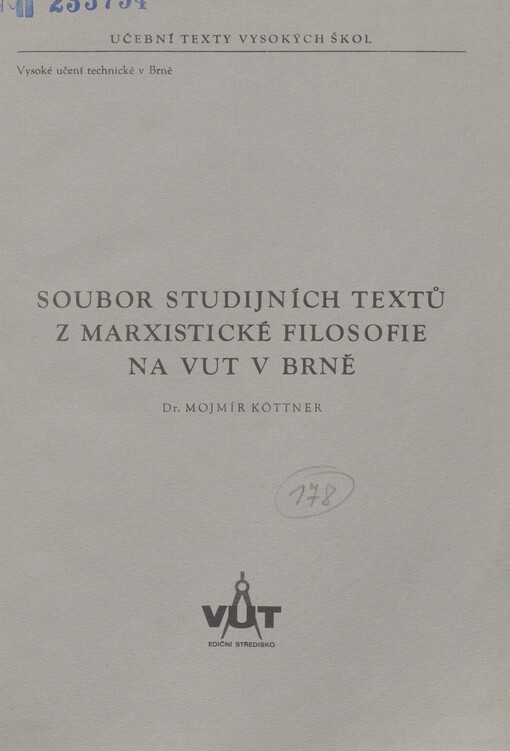 UČEBNÍ TEXTY VYSOKÝCH ŠKOL
Vysoké učení technické v Brně
SOUBOR STUDIJNÍCH TEXTŮ
Z MARXISTICKÉ FILOSOFIE
NA VUT V BRNĚ
Dr. MOJMÍR KÖTTNER
178
VUT
EDIČNÍ STŘEDISKO